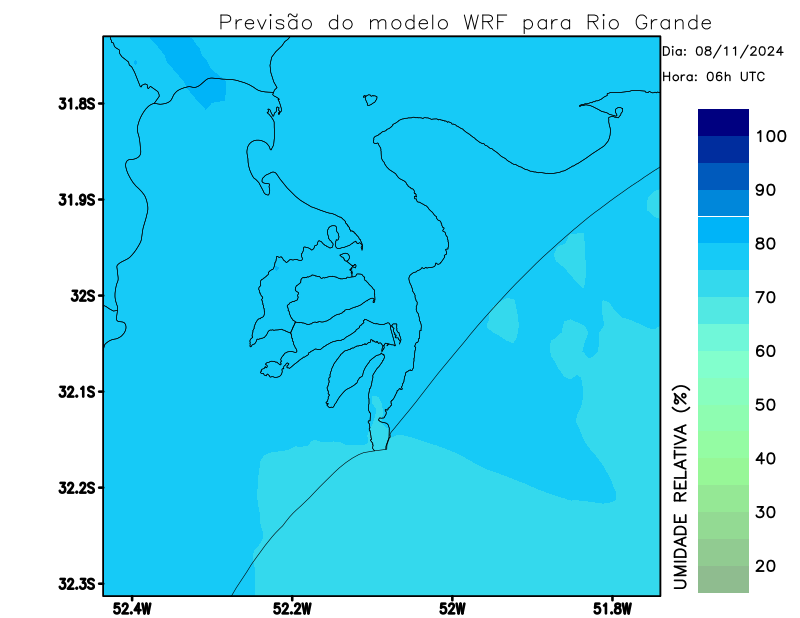 Previsão do modelo WRF para Rio Grande
Dia: 08/11/2024
Hora: 06h UTC
31.8S
31.9S
32S
32.1S
32.2S
32.3S
52.4W 52.2W 52W 51.8W
100
90
80
70
60
50
40
30
20
UMIDADE RELATIVA (%)